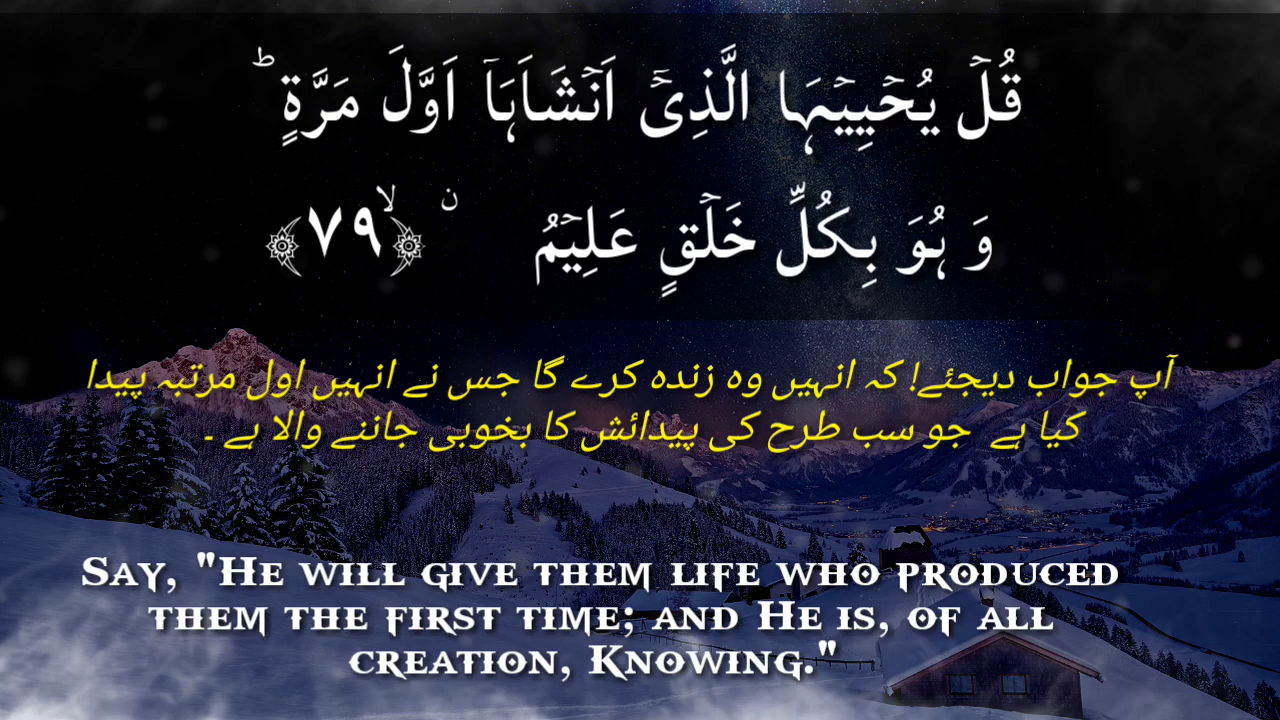 قُلۡ یُحۡیِیۡہَا الَّذِیۡۤ اَنۡشَاَہَاۤ اَوَّلَ مَرَّۃٍ ؕ
وَ ہُوَ بِکُلِّ خَلۡقٍ عَلِیۡمُۨ ﴿ۙ۷۹﴾
آپ جواب دیجئے! کہ انہیں وہ زندہ کرے گا جس نے انہیں اول مرتبہ پیدا
کیا ہے جو سب طرح کی پیدائش کا بخوبی جاننے والا ہے ۔
Say, "He will give them life who produced
them the first time; and He is, of all
creation, Knowing."